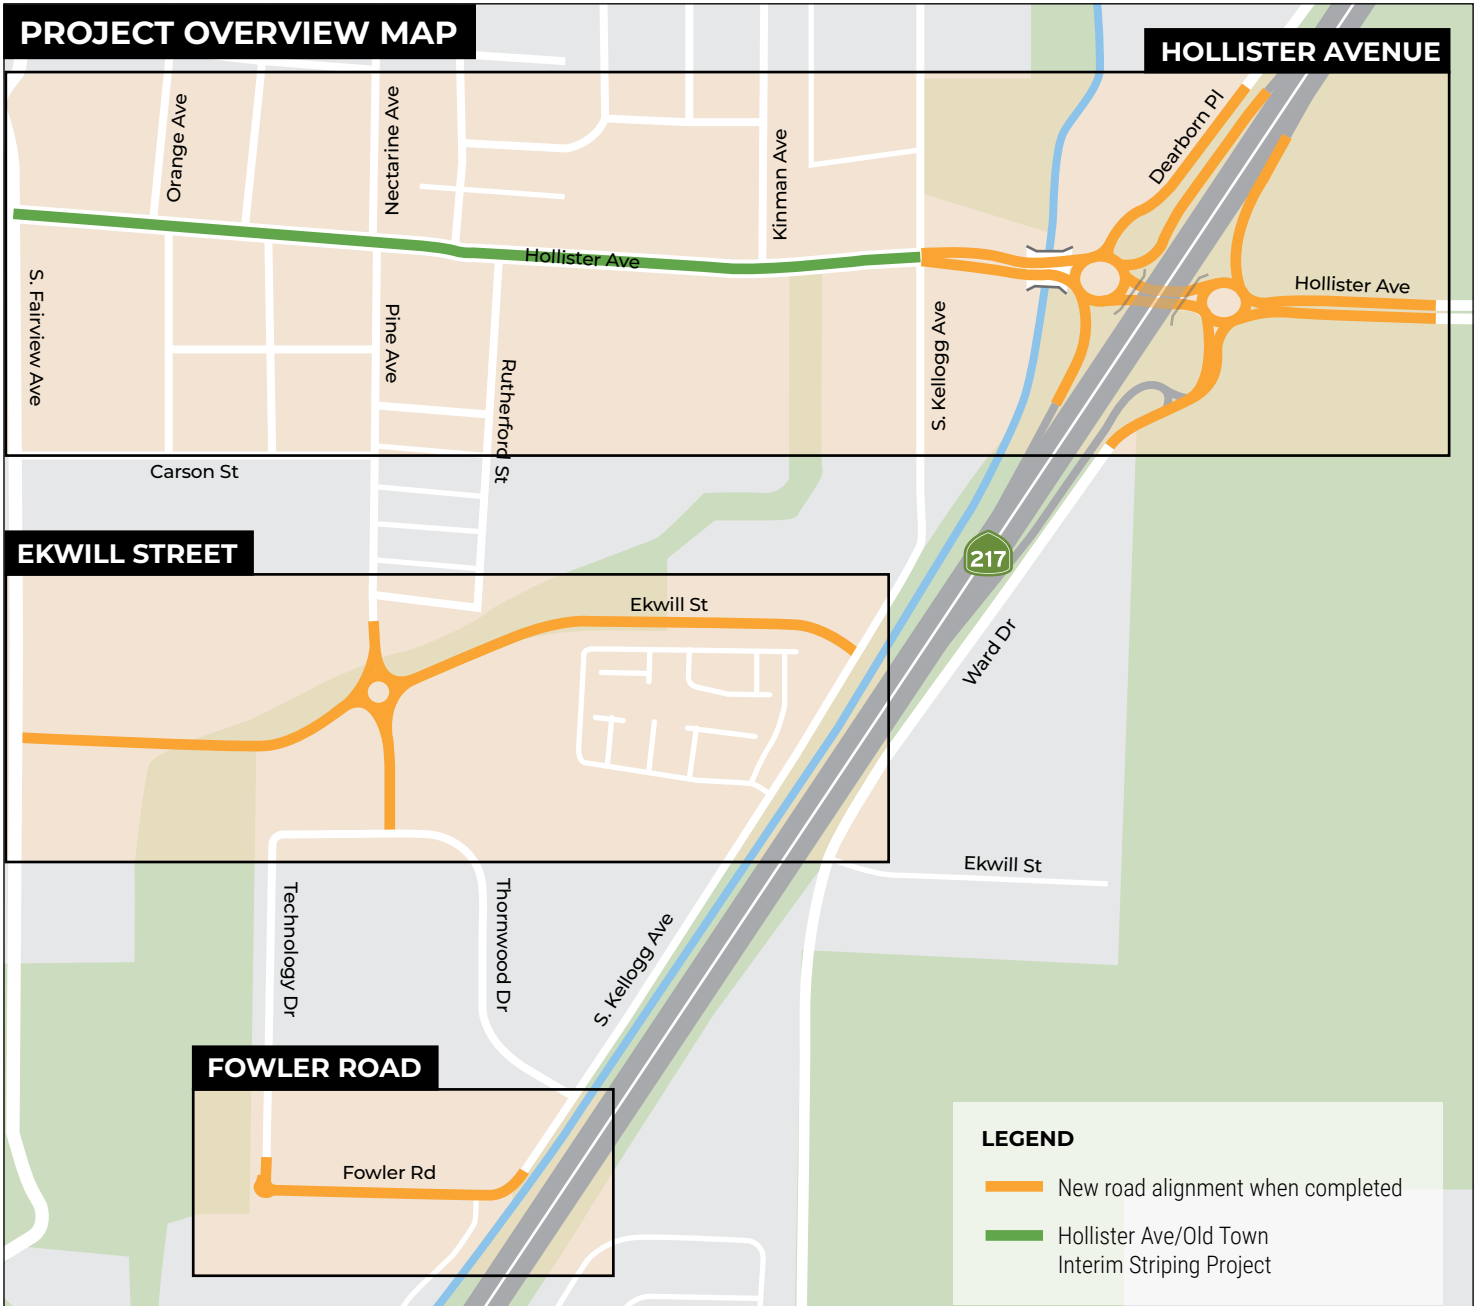 PROJECT OVERVIEW MAP
HOLLISTER AVENUE
Orange Ave
Nectarine Ave
Kinman Ave
Dearborn Pl
Hollister Ave
Hollister Ave
S. Fairview Ave
Pine Ave
Rutherford St
S. Kellogg Ave
Carson St
EKWILL STREET
217
Ekwill St
Ward Dr
Ekwill St
Technology Dr
Thornwood Dr
S. Kellogg Ave
FOWLER ROAD
Fowler Rd
LEGEND
New road alignment when completed
Hollister Ave/Old Town
Interim Striping Project